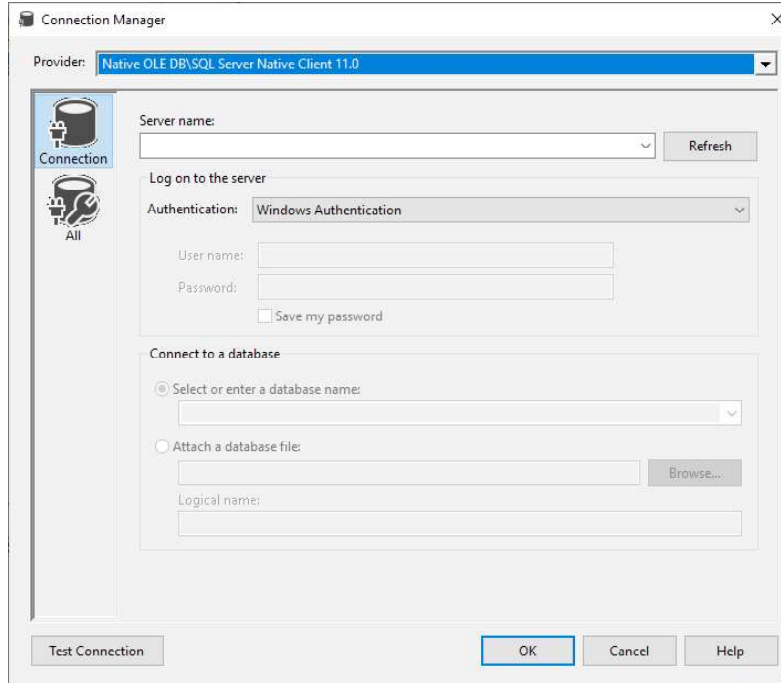 Connection Manager
Provider: Native OLE DB\SQL Server Native Client 11.0
Connection
All
Server name:
Refresh
Log on to the server
Authentication: Windows Authentication
User name:
Password:
Save my password
Connect to a database
Select or enter a database name:
Attach a database file:
Browse...
Logical name:
Test Connection OK Cancel Help